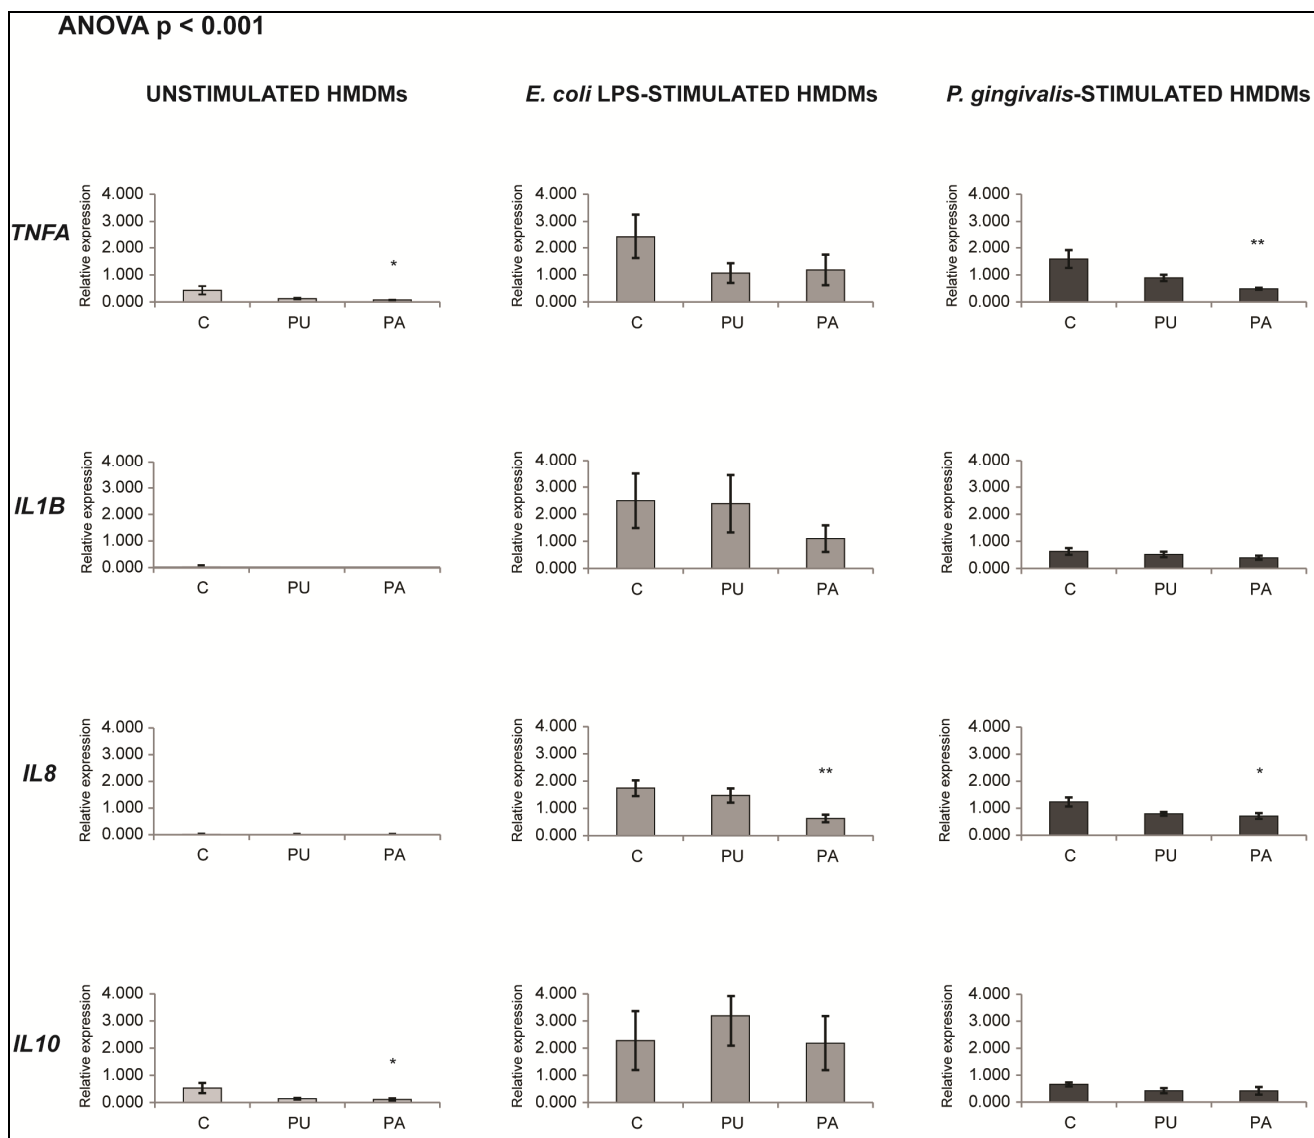 ANOVA p < 0.001
UNSTIMULATED HMDMs
E. coli LPS-STIMULATED HMDMs
P. gingivalis-STIMULATED HMDMs
TNFA
Relative expression
4.000
3.000
2.000
1.000
0.000
*
C PU PA
Relative expression
4.000
3.000
2.000
1.000
0.000
C PU PA
Relative expression
4.000
3.000
2.000
1.000
0.000
**
C PU PA
IL1B
Relative expression
4.000
3.000
2.000
1.000
0.000
C PU PA
Relative expression
4.000
3.000
2.000
1.000
0.000
C PU PA
Relative expression
4.000
3.000
2.000
1.000
0.000
C PU PA
IL8
Relative expression
4.000
3.000
2.000
1.000
0.000
C PU PA
Relative expression
4.000
3.000
2.000
1.000
0.000
**
C PU PA
Relative expression
4.000
3.000
2.000
1.000
0.000
*
C PU PA
IL10
Relative expression
4.000
3.000
2.000
1.000
0.000
*
C PU PA
Relative expression
4.000
3.000
2.000
1.000
0.000
C PU PA
Relative expression
4.000
3.000
2.000
1.000
0.000
C PU PA